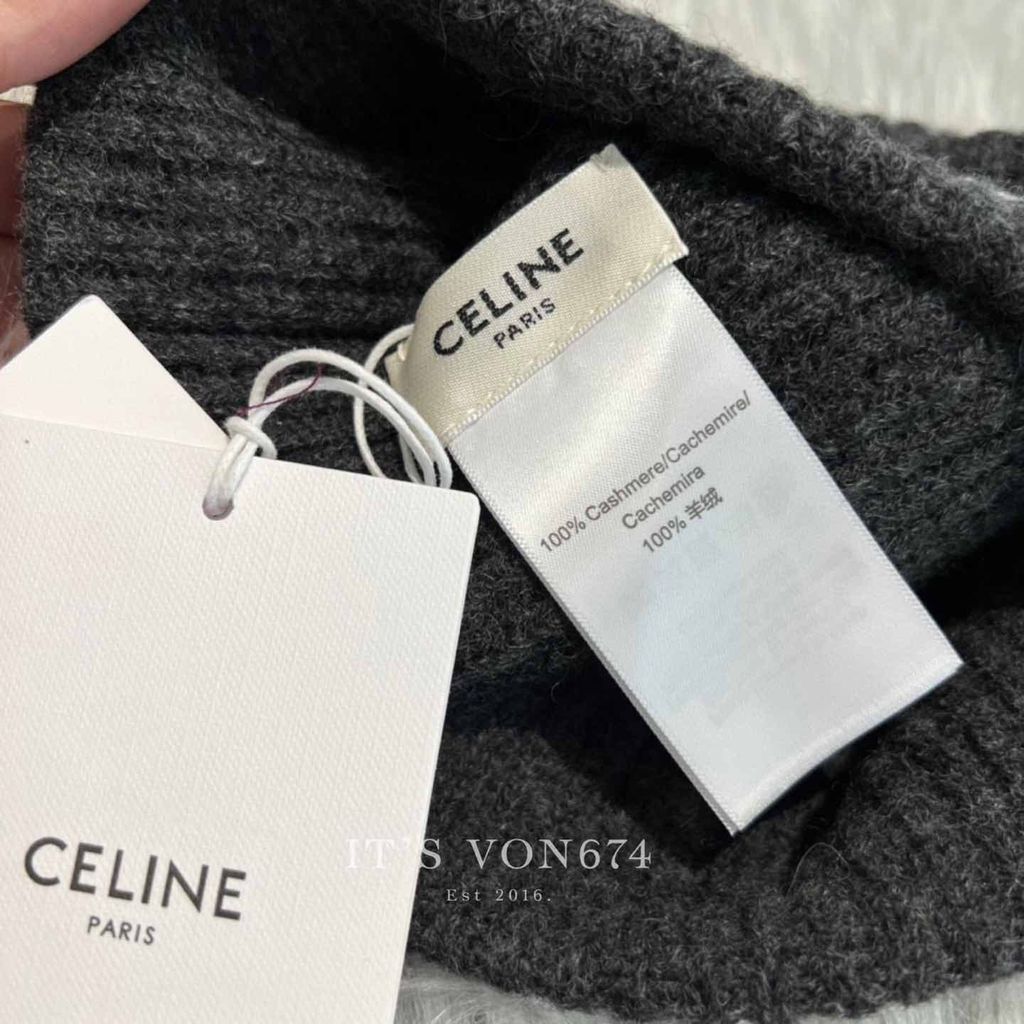 CELINE
PARIS
100% Cashmere/Cachemire/
Cachemira
100% 羊绒
CELINE
PARIS
IT'S VON674
Est 2016.